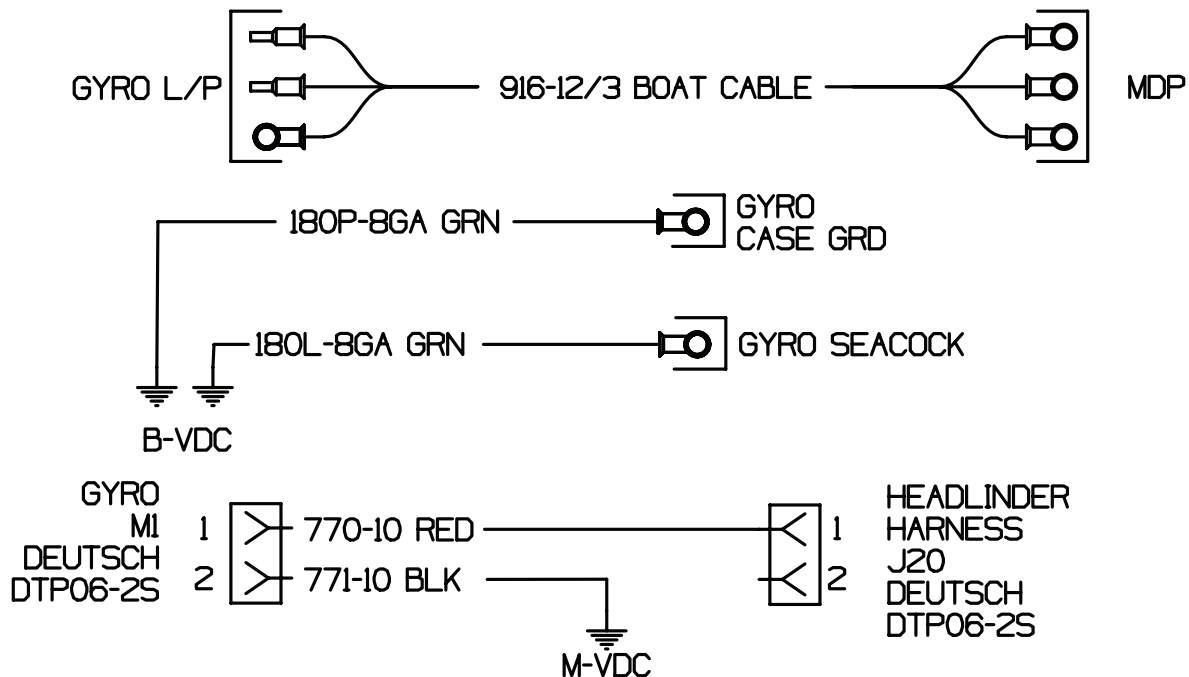 GYRO L/P
916-12/3 BOAT CABLE
MDP
180P-8GA GRN
GYRO
CASE GRD
180L-8GA GRN
GYRO SEACOCK
B-VDC
GYRO
M1
DEUTSCH
DTP06-2S
1
2
770-10 RED
771-10 BLK
M-VDC
1
2
HEADLINDER
HARNESS
J20
DEUTSCH
DTP06-2S